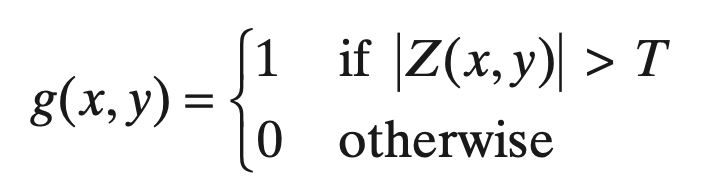 g(x, y) = { 1 if |Z(x, y)| > T
0 otherwise